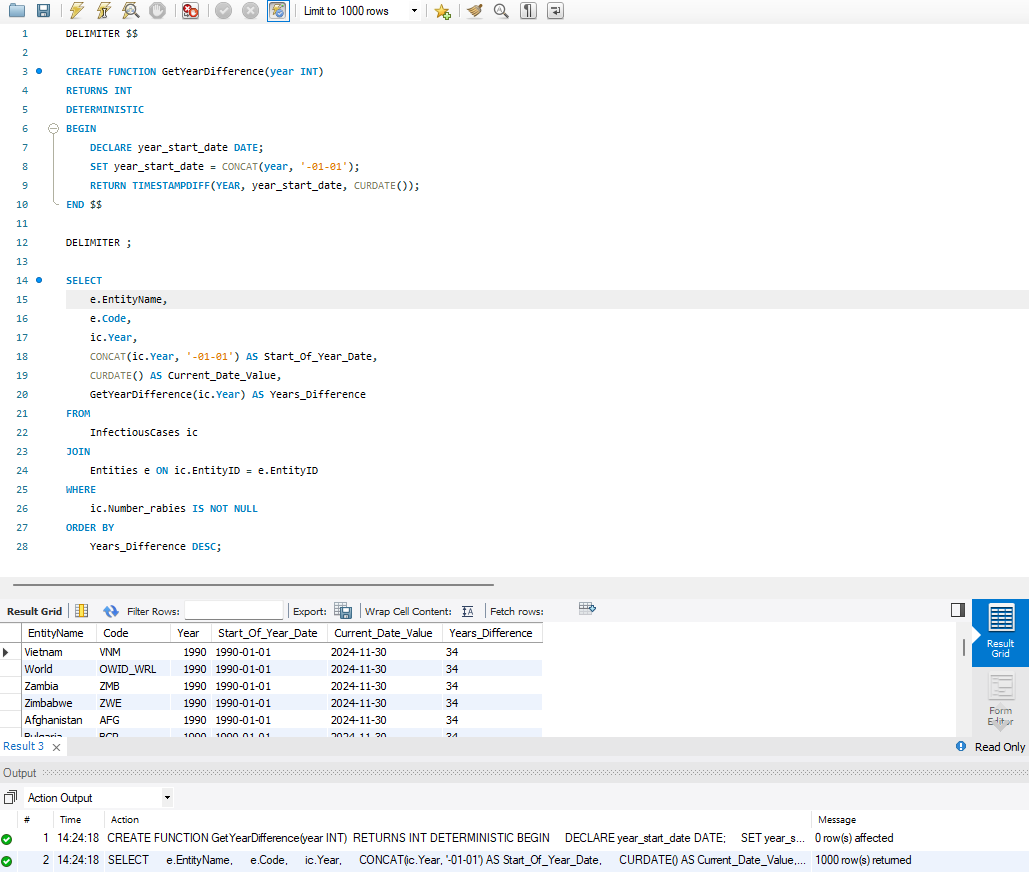 Limit to 1000 rows
1 DELIMITER $$
2
3 CREATE FUNCTION GetYearDifference(year INT)
4 RETURNS INT
5 DETERMINISTIC
6 BEGIN
7 DECLARE year_start_date DATE;
8 SET year_start_date = CONCAT(year, '-01-01');
9 RETURN TIMESTAMPDIFF(YEAR, year_start_date, CURDATE());
10 END $$
11
12 DELIMITER ;
13
14 SELECT
15 e.EntityName,
16 e.Code,
17 ic.Year,
18 CONCAT(ic.Year, '-01-01') AS Start_Of_Year_Date,
19 CURDATE() AS Current_Date_Value,
20 GetYearDifference(ic.Year) AS Years_Difference
21 FROM
22 InfectiousCases ic
23 JOIN
24 Entities e ON ic.EntityID = e.EntityID
25 WHERE
26 ic.Number_rabies IS NOT NULL
27 ORDER BY
28 Years_Difference DESC;
Result Grid Filter Rows: Export: Wrap Cell Content: Fetch rows:
EntityName Code Year Start_Of_Year_Date Current_Date_Value Years_Difference
Vietnam VNM 1990 1990-01-01 2024-11-30 34
World OWID_WRL 1990 1990-01-01 2024-11-30 34
Zambia ZMB 1990 1990-01-01 2024-11-30 34
Zimbabwe ZWE 1990 1990-01-01 2024-11-30 34
Afghanistan AFG 1990 1990-01-01 2024-11-30 34
Bulgaria BGR 1990 1990-01-01 2024-11-30 34
Result
Grid
Form
Editor
Result 3 Read Only
Output
Action Output
# Time Action Message
1 14:24:18 CREATE FUNCTION GetYearDifference(year INT) RETURNS INT DETERMINISTIC BEGIN DECLARE year_start_date DATE; SET year_s... 0 row(s) affected
2 14:24:18 SELECT e.EntityName, e.Code, ic.Year, CONCAT(ic.Year, '-01-01') AS Start_Of_Year_Date, CURDATE() AS Current_Date_Value,... 1000 row(s) returned